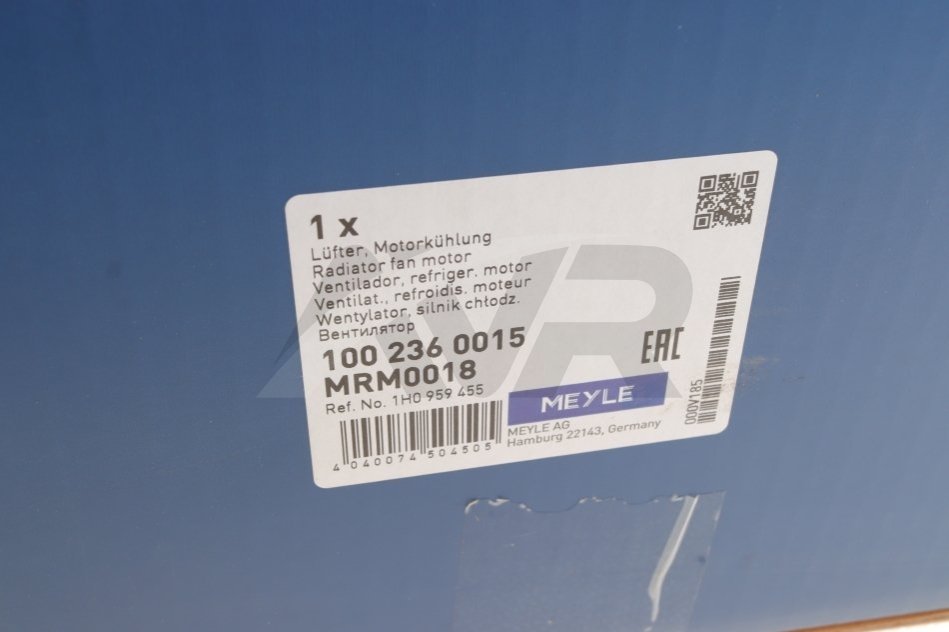 1 x
Lüfter, Motorkühlung
Radiator fan motor
Ventilador, refriger. motor
Ventilat., refroidis. moteur
Wentylator, silnik chłodz.
Вентилятор
100 236 0015
MRM0018
Ref. No. 1H0 959 455
4 040074 504505
EAC
MEYLE
MEYLE AG
Hamburg 22143, Germany
000V185
AVR